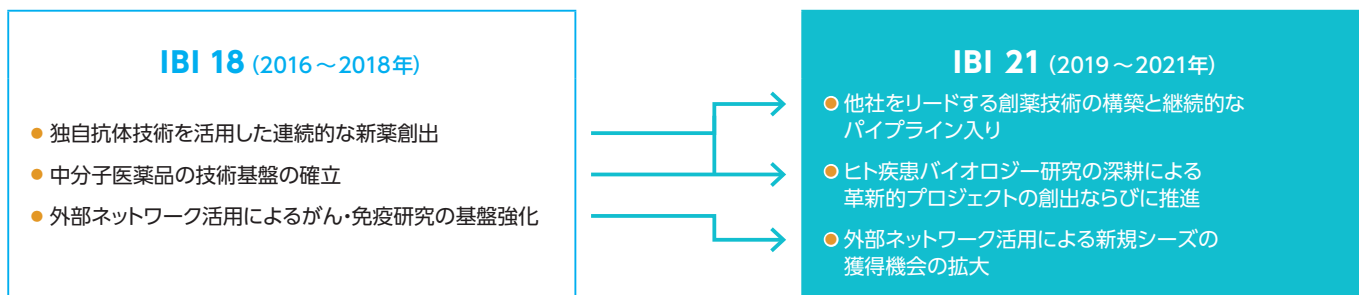 IBI 18 (2016～2018年)
● 独自抗体技術を活用した連続的な新薬創出
● 中分子医薬品の技術基盤の確立
● 外部ネットワーク活用によるがん・免疫研究の基盤強化
IBI 21 (2019～2021年)
● 他社をリードする創薬技術の構築と継続的な
パイプライン入り
● ヒト疾患バイオロジー研究の深耕による
革新的プロジェクトの創出ならびに推進
● 外部ネットワーク活用による新規シーズの
獲得機会の拡大